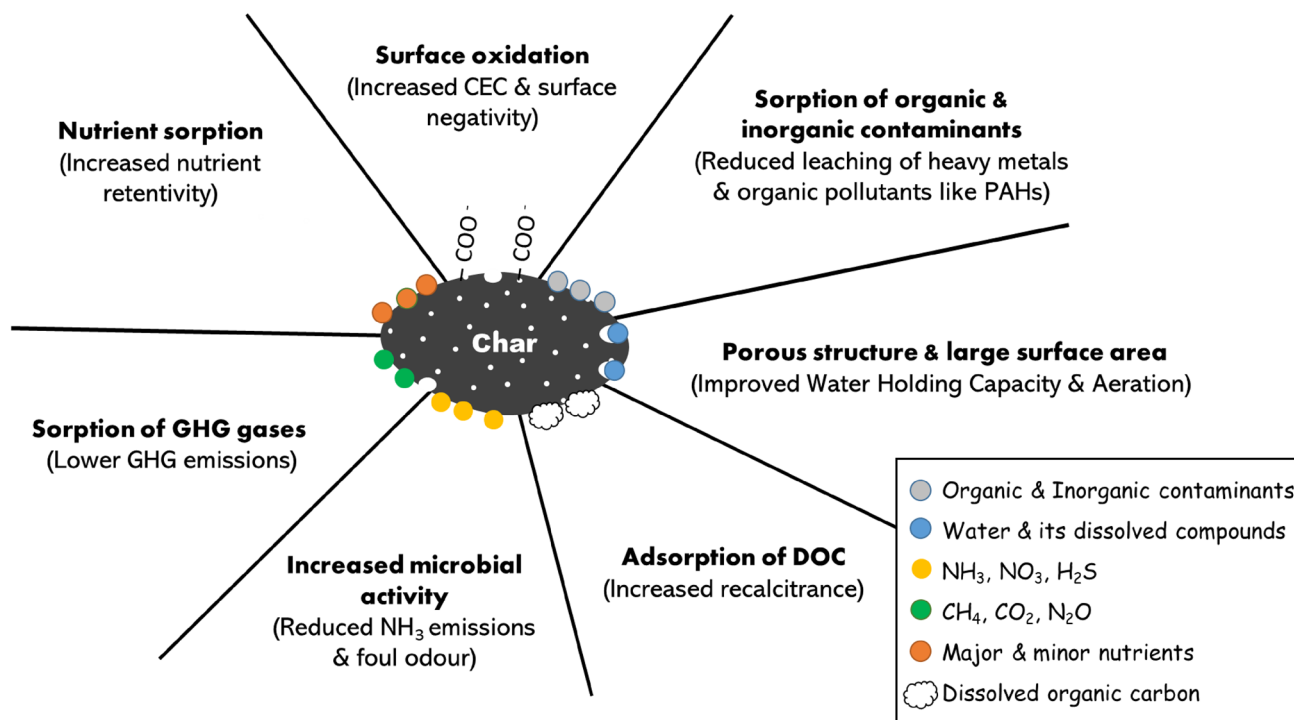 Surface oxidation
(Increased CEC & surface
negativity)
Sorption of organic &
inorganic contaminants
(Reduced leaching of heavy metals
& organic pollutants like PAHs)
Nutrient sorption
(Increased nutrient
retentivity)
COO-
COO-
Char
Porous structure & large surface area
(Improved Water Holding Capacity & Aeration)
Sorption of GHG gases
(Lower GHG emissions)
Increased microbial
activity
(Reduced NH₃ emissions
& foul odour)
Adsorption of DOC
(Increased recalcitrance)
Organic & Inorganic contaminants
Water & its dissolved compounds
NH₃, NO₃, H₂S
CH₄, CO₂, N₂O
Major & minor nutrients
Dissolved organic carbon